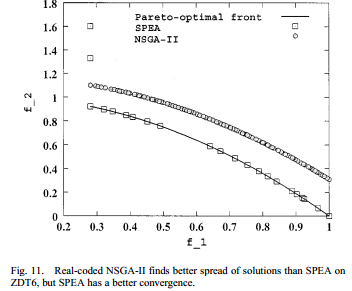 1.8
1.6
1.4
1.2
1
0.8
0.6
0.4
0.2
0
f_2
Pareto-optimal front
SPEA
NSGA-II
0.2 0.3 0.4 0.5 0.6 0.7 0.8 0.9 1
f_1
Fig. 11. Real-coded NSGA-II finds better spread of solutions than SPEA on
ZDT6, but SPEA has a better convergence.